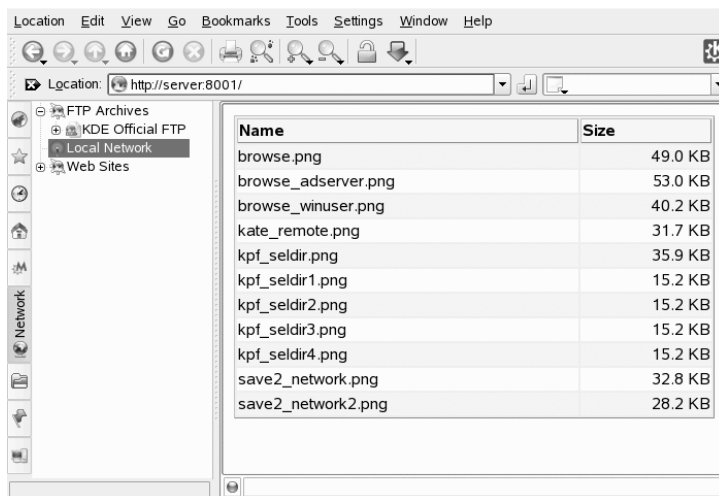 Location Edit View Go Bookmarks Tools Settings Window Help
Location: http://server:8001/
FTP Archives
KDE Official FTP
Local Network
Web Sites
Network
Name Size
browse.png 49.0 KB
browse_adserver.png 53.0 KB
browse_winuser.png 40.2 KB
kate_remote.png 31.7 KB
kpf_seldir.png 35.9 KB
kpf_seldir1.png 15.2 KB
kpf_seldir2.png 15.2 KB
kpf_seldir3.png 15.2 KB
kpf_seldir4.png 15.2 KB
save2_network.png 32.8 KB
save2_network2.png 28.2 KB